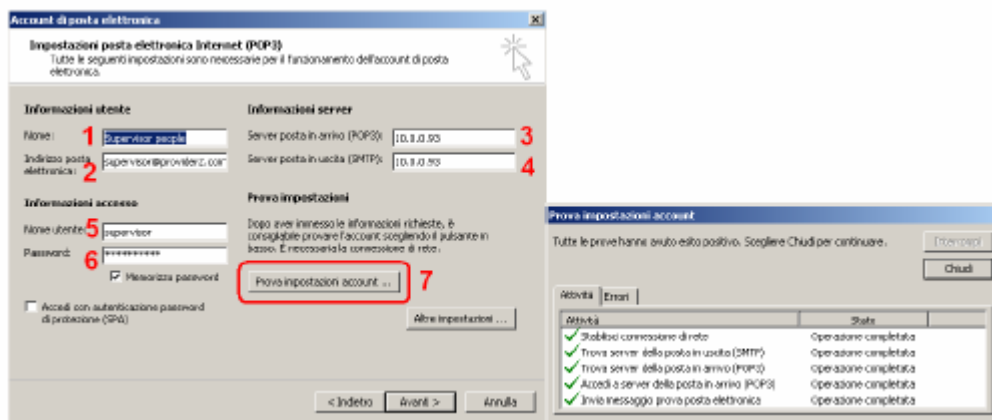 Account di posta elettronica
Impostazioni posta elettronica Internet (POP3)
Tutte le seguenti impostazioni sono necessarie per il funzionamento dell'account di posta
elettronica.
Informazioni utente
Nome: 1 Supervisor people
Indirizzo posta
elettronica: 2 supervisor@providerz.com
Informazioni server
Server posta in arrivo (POP3): 10.0.0.93 3
Server posta in uscita (SMTP): 10.0.0.93 4
Informazioni accesso
Nome utente: 5 supervisor
Password: 6 **********
Memorizza password
Accedi con autenticazione password
di protezione (SPA)
Prova impostazioni
Dopo aver immesso le informazioni richieste, è
consigliabile provare l'account scegliendo il pulsante in
basso. È necessaria la connessione di rete.
Prova impostazioni account ... 7
Altre impostazioni ...
< Indietro
Avanti >
Annulla
Prova impostazioni account
Tutte le prove hanno avuto esito positivo. Scegliere Chiudi per continuare.
Interrompi
Chiudi
Attività Errori
Attività Stato
Stabilisci connessione di rete Operazione completata
Trova server della posta in uscita (SMTP) Operazione completata
Trova server della posta in arrivo (POP3) Operazione completata
Accedi a server della posta in arrivo (POP3) Operazione completata
Invia messaggio prova posta elettronica Operazione completata